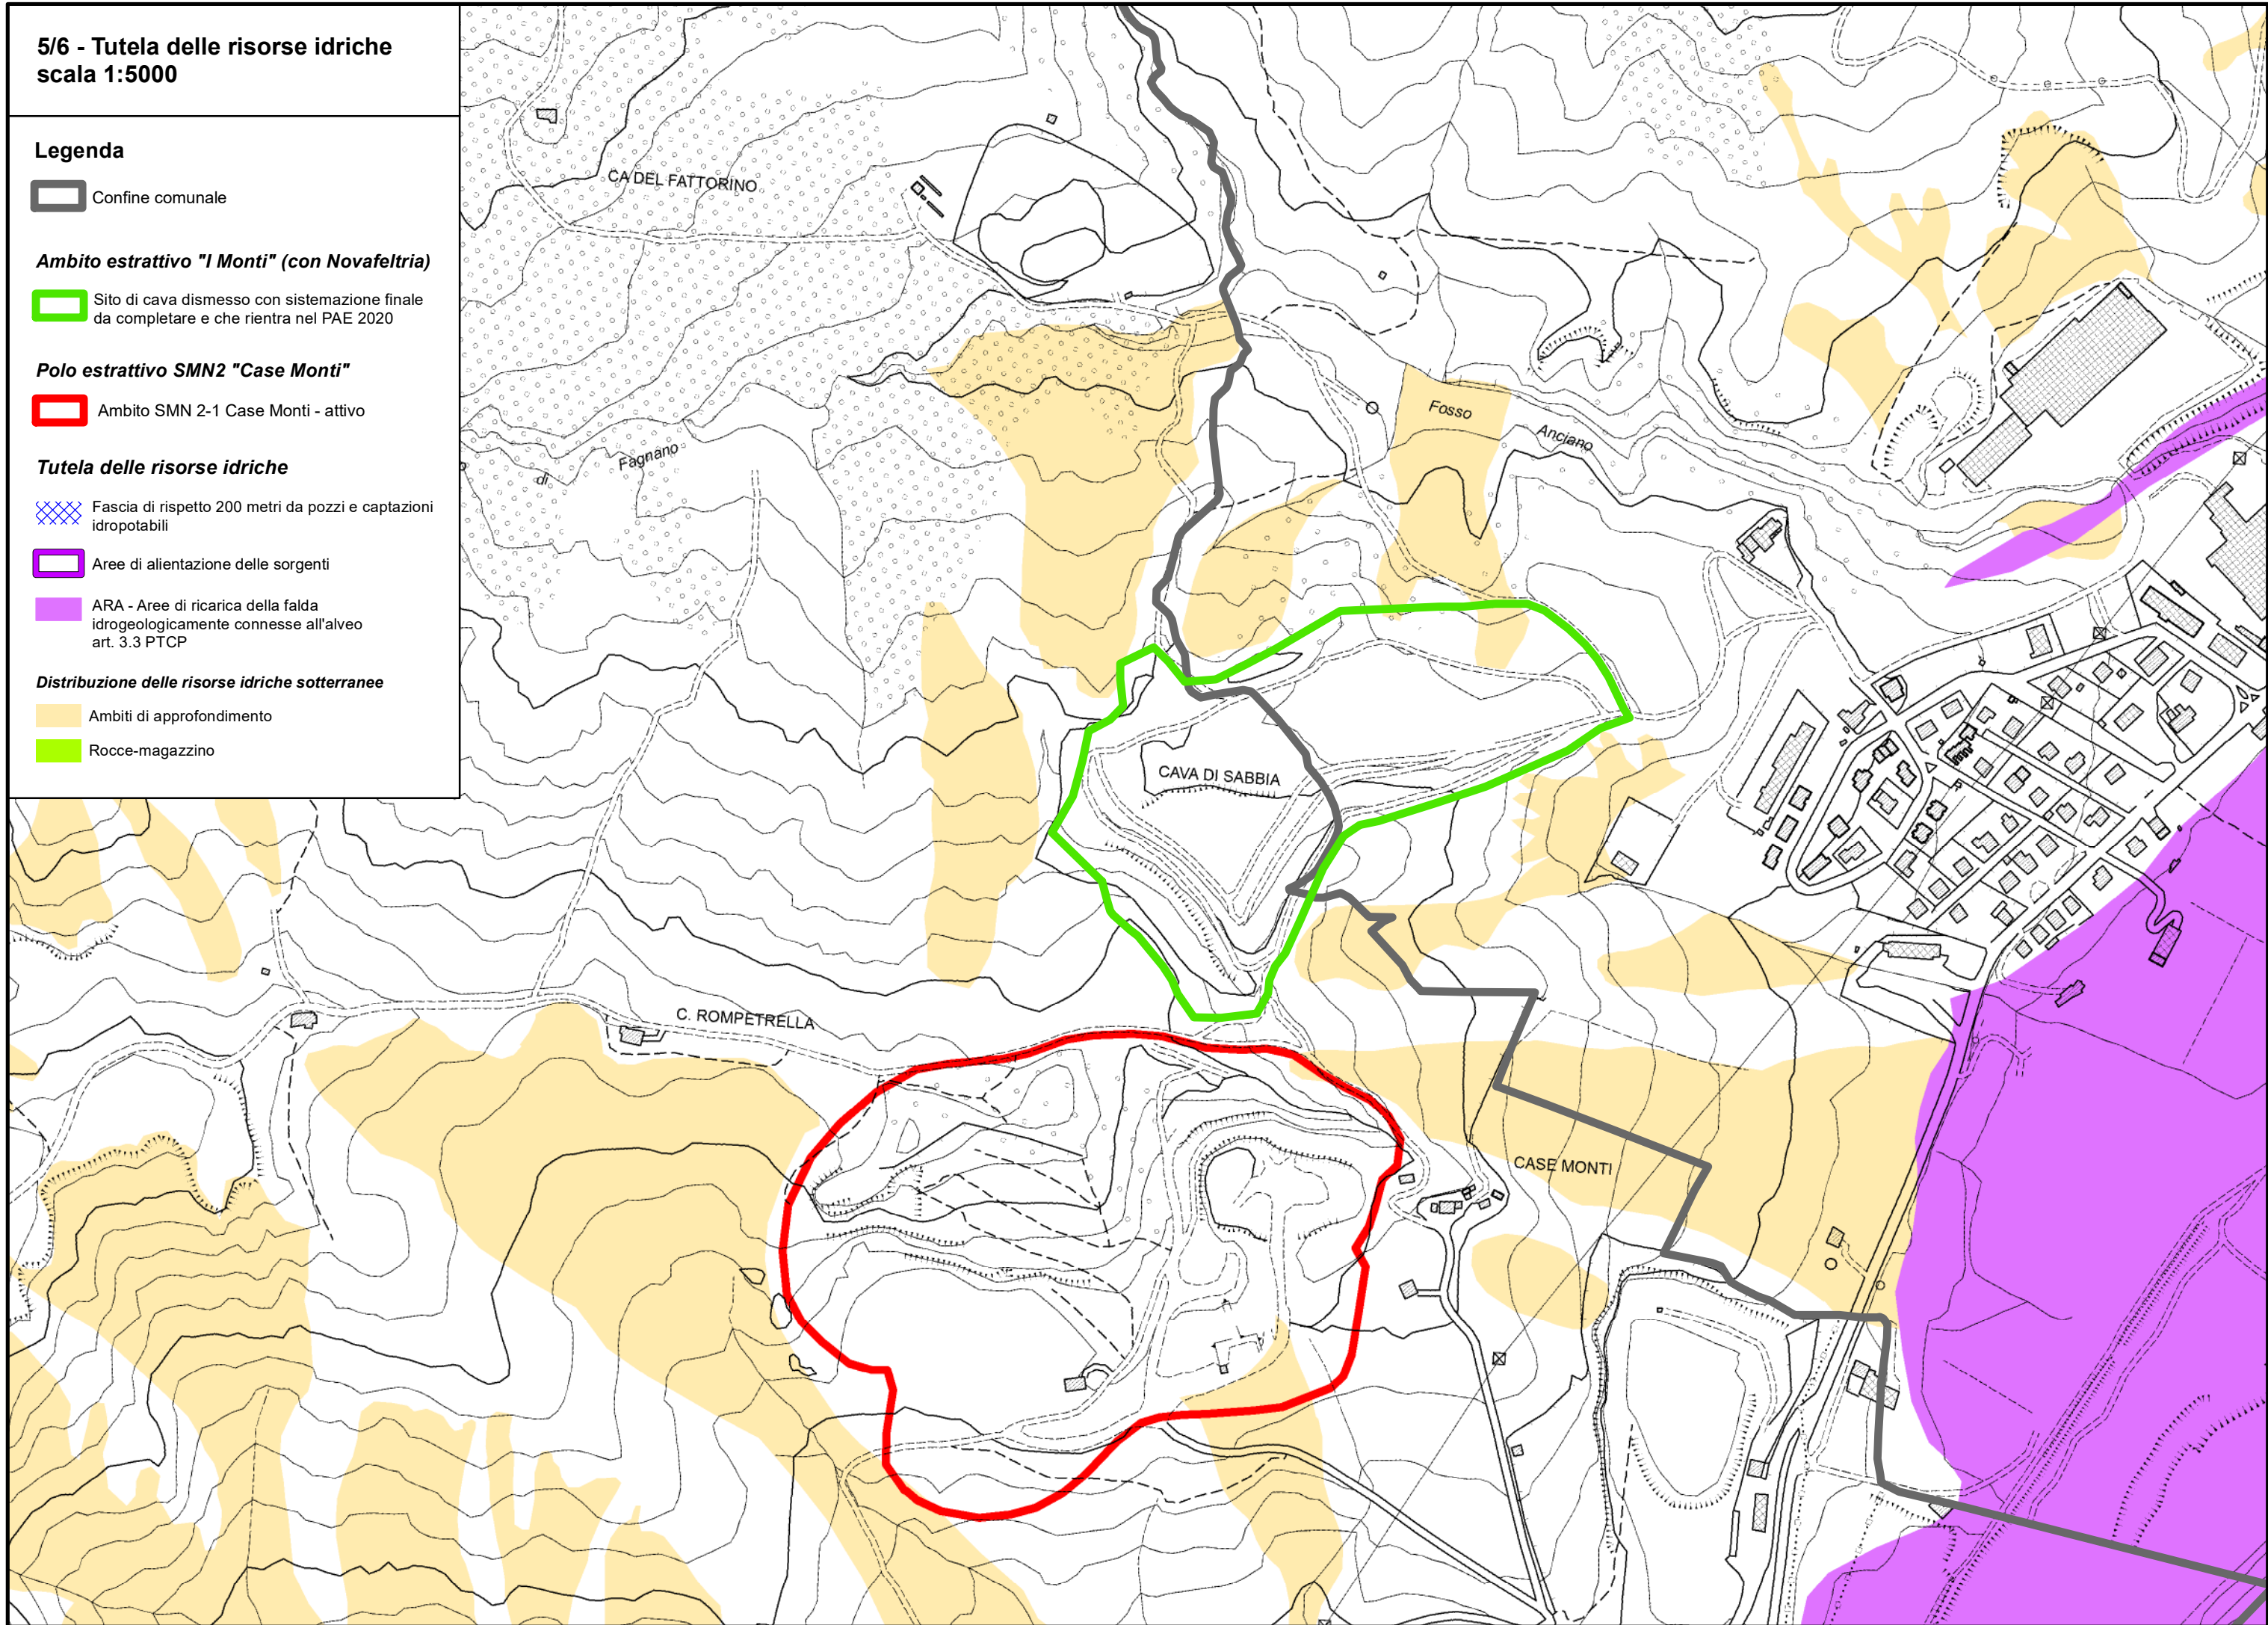 5/6 - Tutela delle risorse idriche
scala 1:5000
Legenda
Confine comunale
Ambito estrattivo "I Monti" (con Novafeltria)
Sito di cava dismesso con sistemazione finale
da completare e che rientra nel PAE 2020
Polo estrattivo SMN2 "Case Monti"
Ambito SMN 2-1 Case Monti - attivo
Tutela delle risorse idriche
Fascia di rispetto 200 metri da pozzi e captazioni
idropotabili
Aree di alientazione delle sorgenti
ARA - Aree di ricarica della falda
idrogeologicamente connesse all'alveo
art. 3.3 PTCP
Distribuzione delle risorse idriche sotterranee
Ambiti di approfondimento
Rocce-magazzino
CA DEL FATTORINO
Fosso
Anciano
di
Fagnano
CAVA DI SABBIA
C. ROMPETRELLA
CASE MONTI